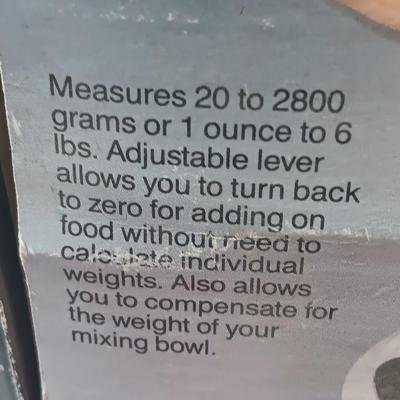 Measures 20 to 2800
grams or 1 ounce to 6
lbs. Adjustable lever
allows you to turn back
to zero for adding on
food without need to
calculate individual
weights. Also allows
you to compensate for
the weight of your
mixing bowl.